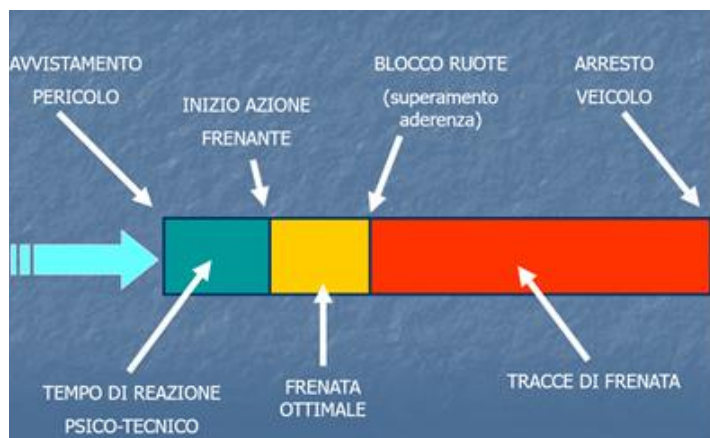 AVVISTAMENTO
PERICOLO
INIZIO AZIONE
FRENANTE
BLOCCO RUOTE
(superamento
aderenza)
ARRESTO
VEICOLO
TEMPO DI REAZIONE
PSICO-TECNICO
FRENATA
OTTIMALE
TRACCE DI FRENATA